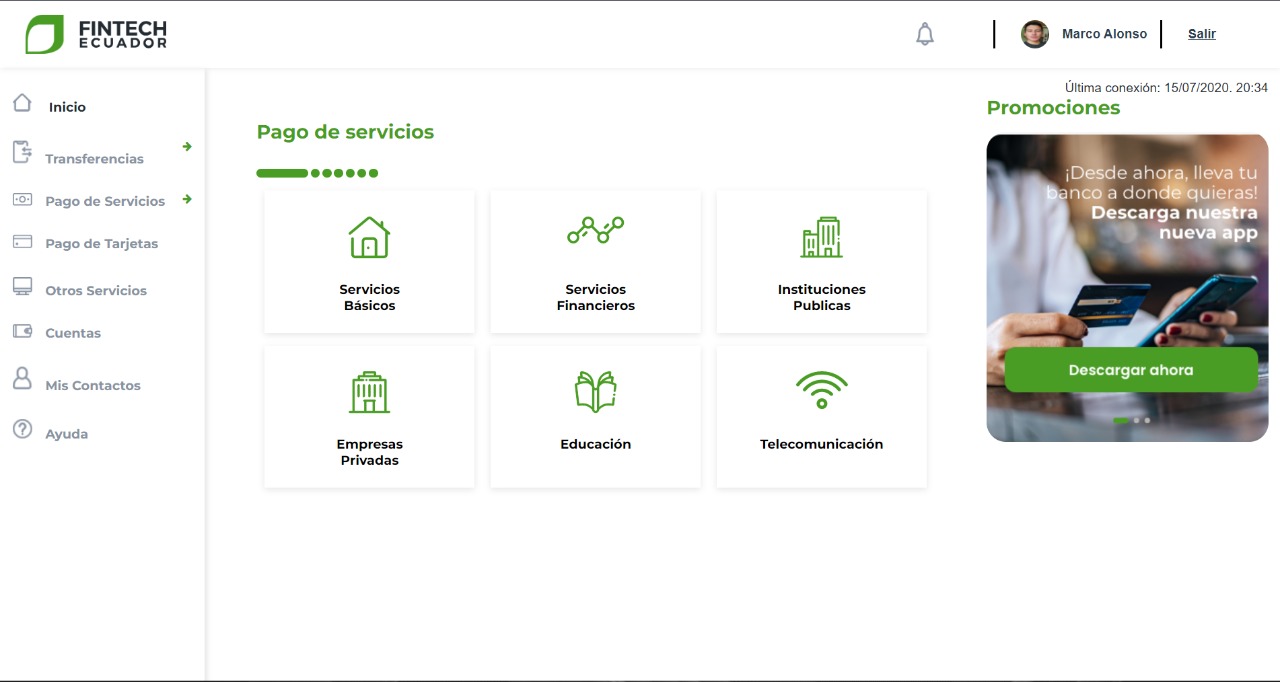 FINTECH
ECUADOR
Marco Alonso
Salir
Última conexión: 15/07/2020. 20:34
Inicio
Transferencias
Pago de Servicios
Pago de Tarjetas
Otros Servicios
Cuentas
Mis Contactos
Ayuda
Pago de servicios
Servicios
Básicos
Servicios
Financieros
Instituciones
Publicas
Empresas
Privadas
Educación
Telecomunicación
Promociones
¡Desde ahora, lleva tu
banco a donde quieras!
Descarga nuestra
nueva app
Descargar ahora